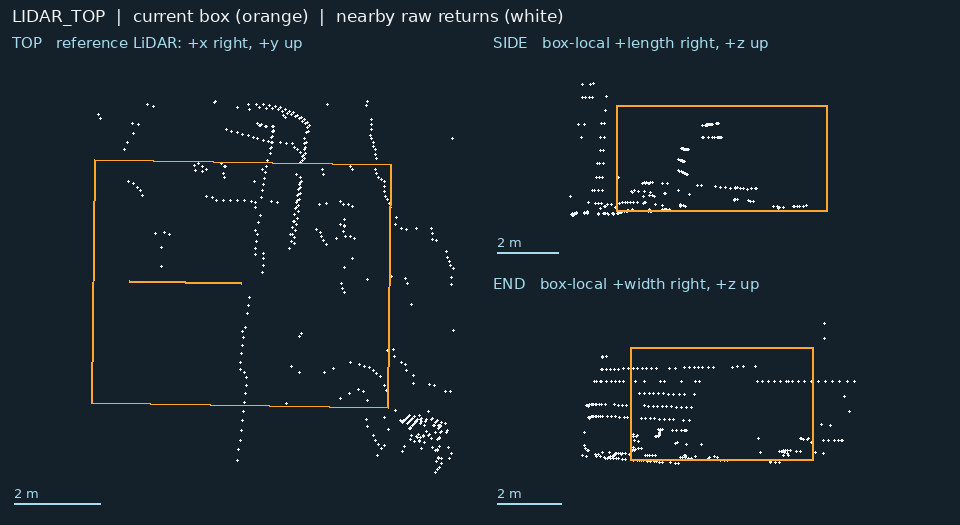 LIDAR_TOP | current box (orange) | nearby raw returns (white)
TOP reference LiDAR: +x right, +y up
SIDE box-local +length right, +z up
2 m
END box-local +width right, +z up
2 m
2 m